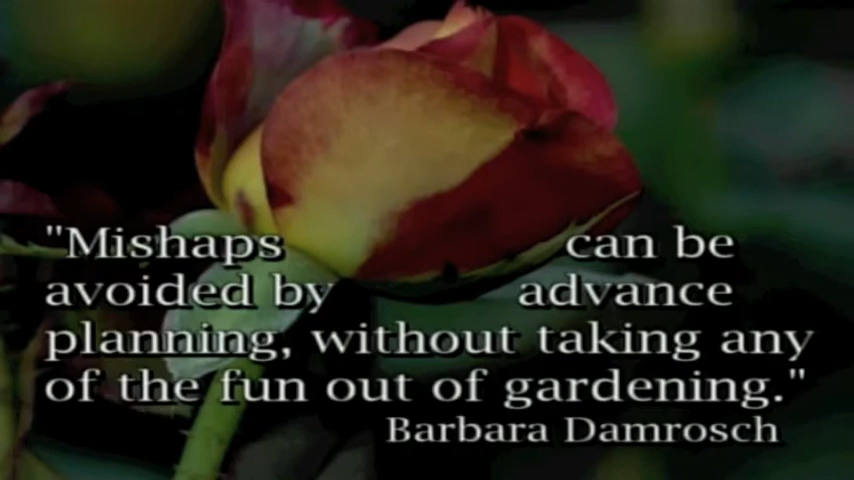 "Mishaps can be
avoided by advance
planning, without taking any
of the fun out of gardening."
Barbara Damrosch